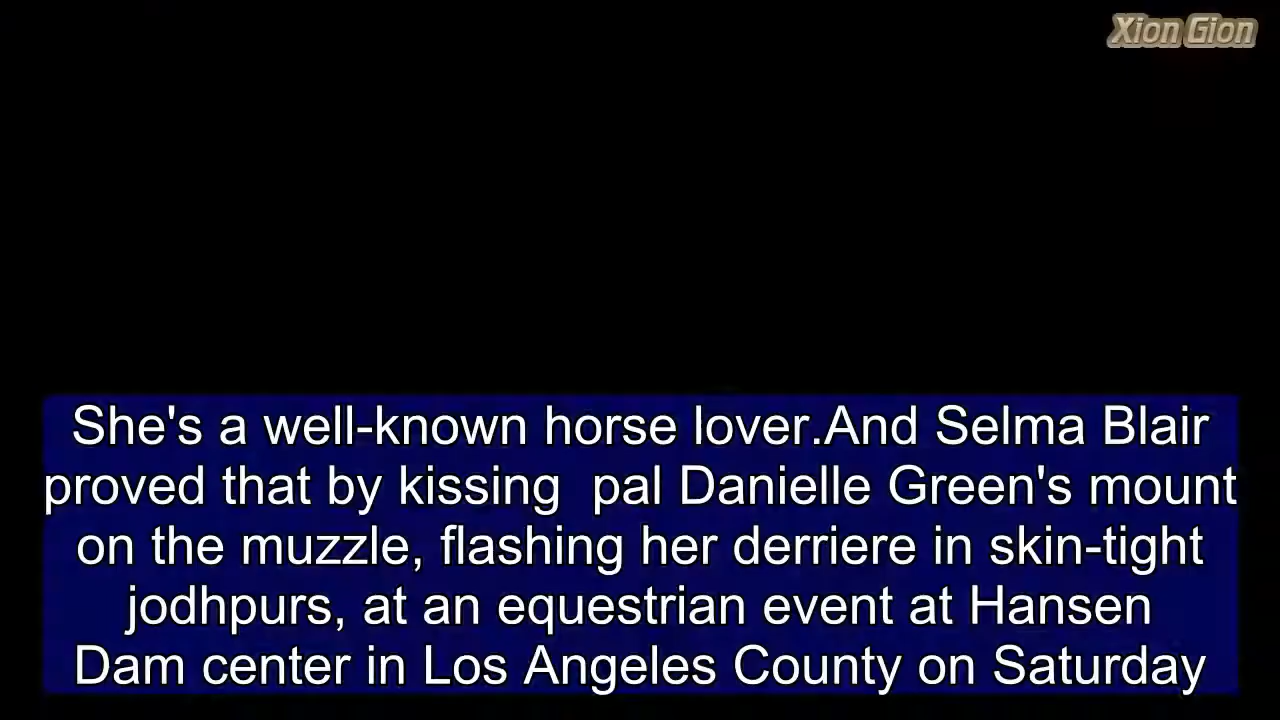 Xion Gion
She's a well-known horse lover.And Selma Blair
proved that by kissing  pal Danielle Green's mount
on the muzzle, flashing her derriere in skin-tight
jodhpurs, at an equestrian event at Hansen
Dam center in Los Angeles County on Saturday